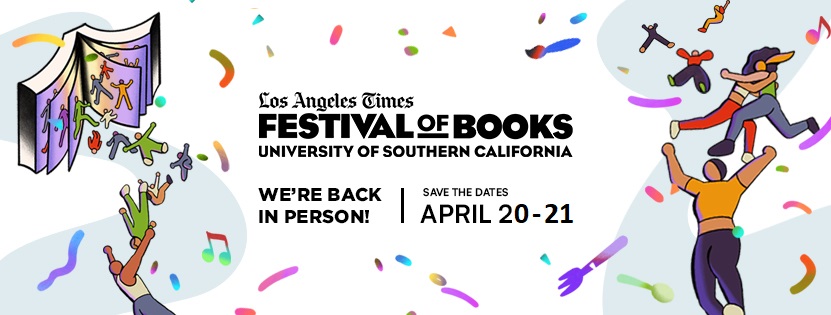 Los Angeles Times
FESTIVAL OF BOOKS
UNIVERSITY OF SOUTHERN CALIFORNIA
WE'RE BACK
IN PERSON!
SAVE THE DATES
APRIL 20-21